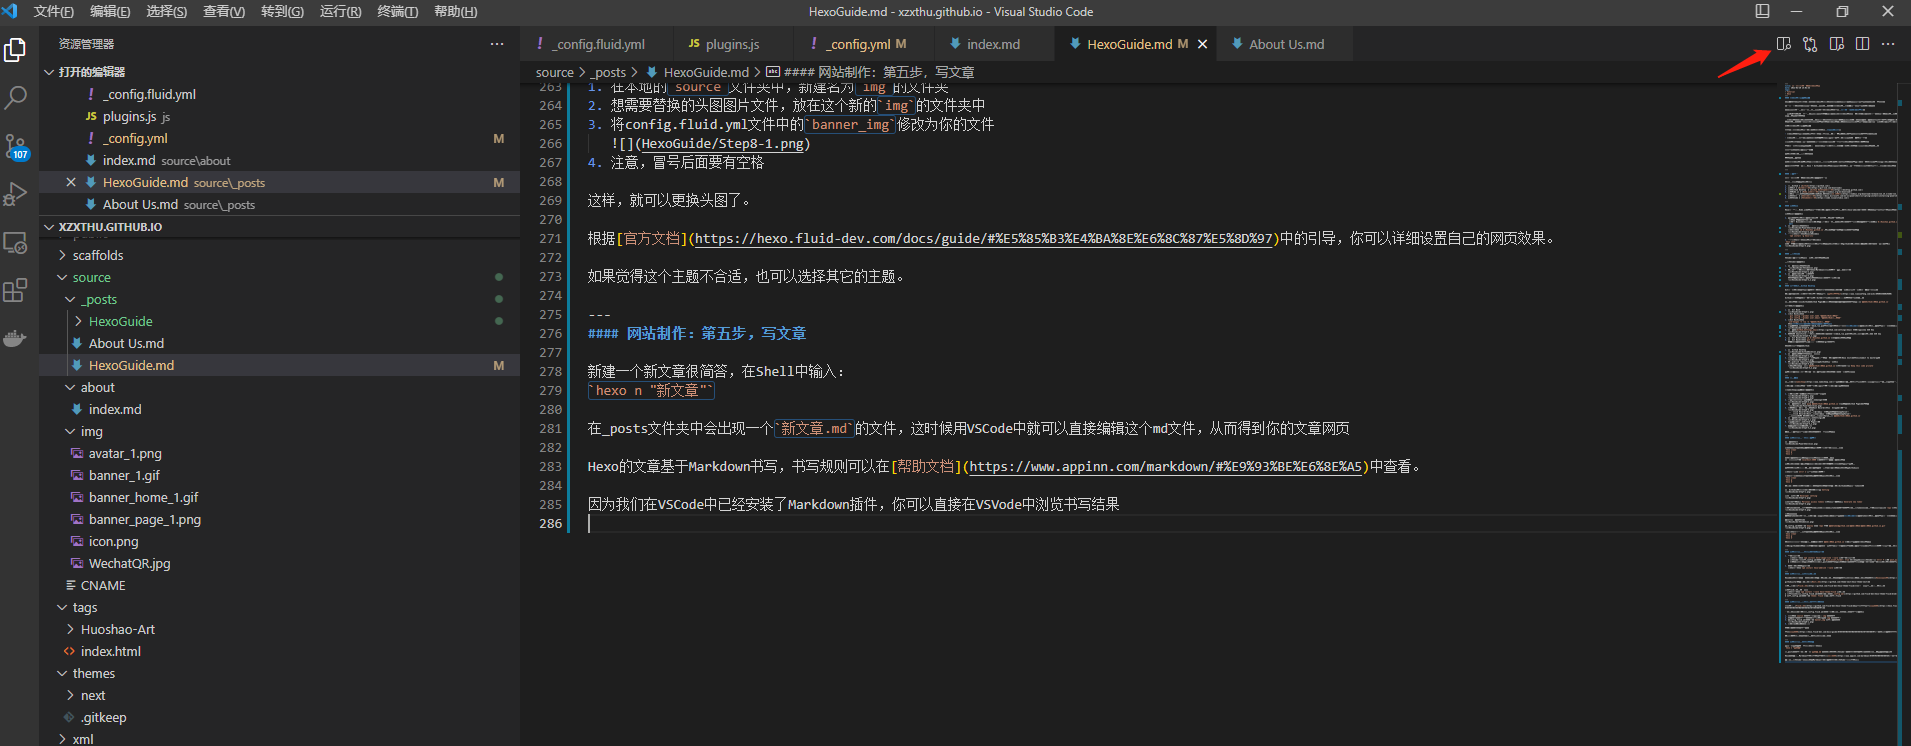 文件(F) 编辑(E) 选择(S) 查看(V) 转到(G) 运行(R) 终端(T) 帮助(H)
HexoGuide.md - xzxthu.github.io - Visual Studio Code
资源管理器
打开的编辑器
! _config.fluid.yml
JS plugins.js js
! _config.yml M
index.md source\about
HexoGuide.md source\_posts M
About Us.md source\_posts
107
XZXTHU.GITHUB.IO
scaffolds
source
_posts
HexoGuide
About Us.md
HexoGuide.md M
about
index.md
img
avatar_1.png
banner_1.gif
banner_home_1.gif
banner_page_1.png
icon.png
WechatQR.jpg
CNAME
tags
Huoshao-Art
index.html
themes
next
.gitkeep
xml
! _config.fluid.yml
JS plugins.js
! _config.yml M
index.md
HexoGuide.md M
About Us.md
source > _posts > HexoGuide.md > #### 网站制作：第五步，写文章
263 1. 在本地的`source`文件夹中，新建名为`img`的文件夹
264 2. 想需要替换的头图图片文件，放在这个新的`img`的文件夹中
265 3. 将config.fluid.yml文件中的`banner_img`修改为你的文件
266 ![](HexoGuide/Step8-1.png)
267 4. 注意，冒号后面要有空格
268
269 这样，就可以更换头图了。
270
271 根据[官方文档](https://hexo.fluid-dev.com/docs/guide/#%E5%85%B3%E4%BA%8E%E6%8C%87%E5%8D%97)中的引导，你可以详细设置自己的网页效果。
272
273 如果觉得这个主题不合适，也可以选择其它的主题。
274
275 ---
276 #### 网站制作：第五步，写文章
277
278 新建一个新文章很简答，在Shell中输入：
279 `hexo n "新文章"`
280
281 在_posts文件夹中会出现一个`新文章.md`的文件，这时候用VSCode中就可以直接编辑这个md文件，从而得到你的文章网页
282
283 Hexo的文章基于Markdown书写，书写规则可以在[帮助文档](https://www.appinn.com/markdown/#%E9%93%BE%E6%8E%A5)中查看。
284
285 因为我们在VSCode中已经安装了Markdown插件，你可以直接在VSVode中浏览书写结果
286